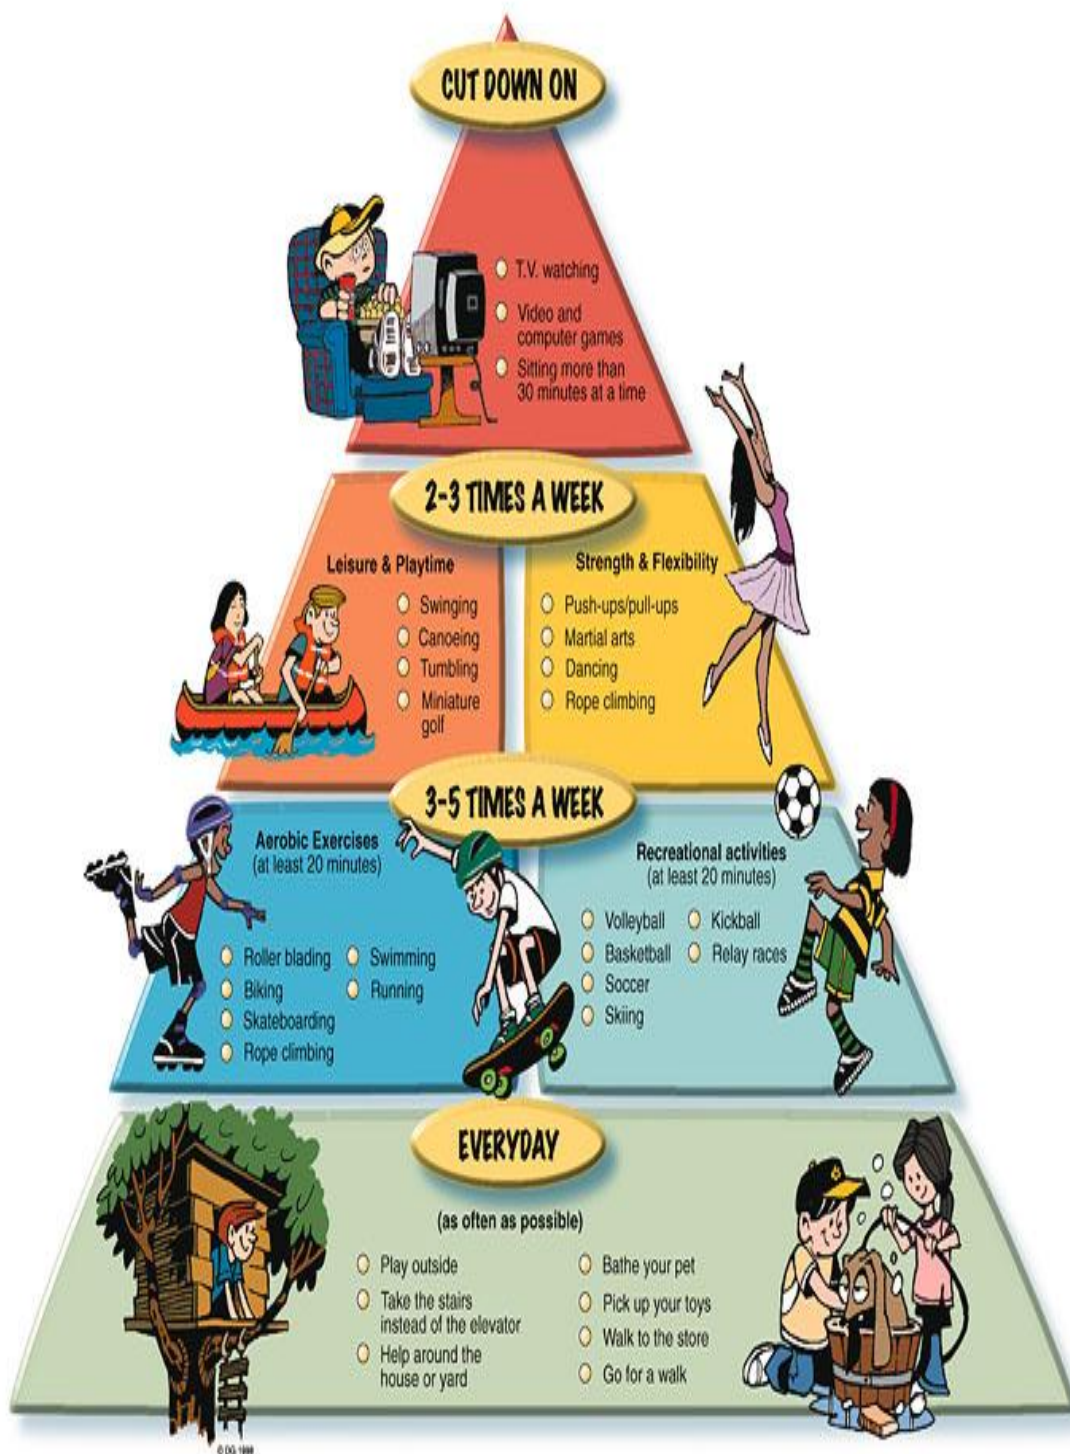 CUT DOWN ON
T.V. watching
Video and
computer games
Sitting more than
30 minutes at a time
2-3 TIMES A WEEK
Leisure & Playtime
Swinging
Canoeing
Tumbling
Miniature
golf
Strength & Flexibility
Push-ups/pull-ups
Martial arts
Dancing
Rope climbing
3-5 TIMES A WEEK
Aerobic Exercises
(at least 20 minutes)
Roller blading
Biking
Skateboarding
Rope climbing
Swimming
Running
Recreational activities
(at least 20 minutes)
Volleyball
Basketball
Soccer
Skiing
Kickball
Relay races
EVERYDAY
(as often as possible)
Play outside
Take the stairs
instead of the elevator
Help around the
house or yard
Bathe your pet
Pick up your toys
Walk to the store
Go for a walk